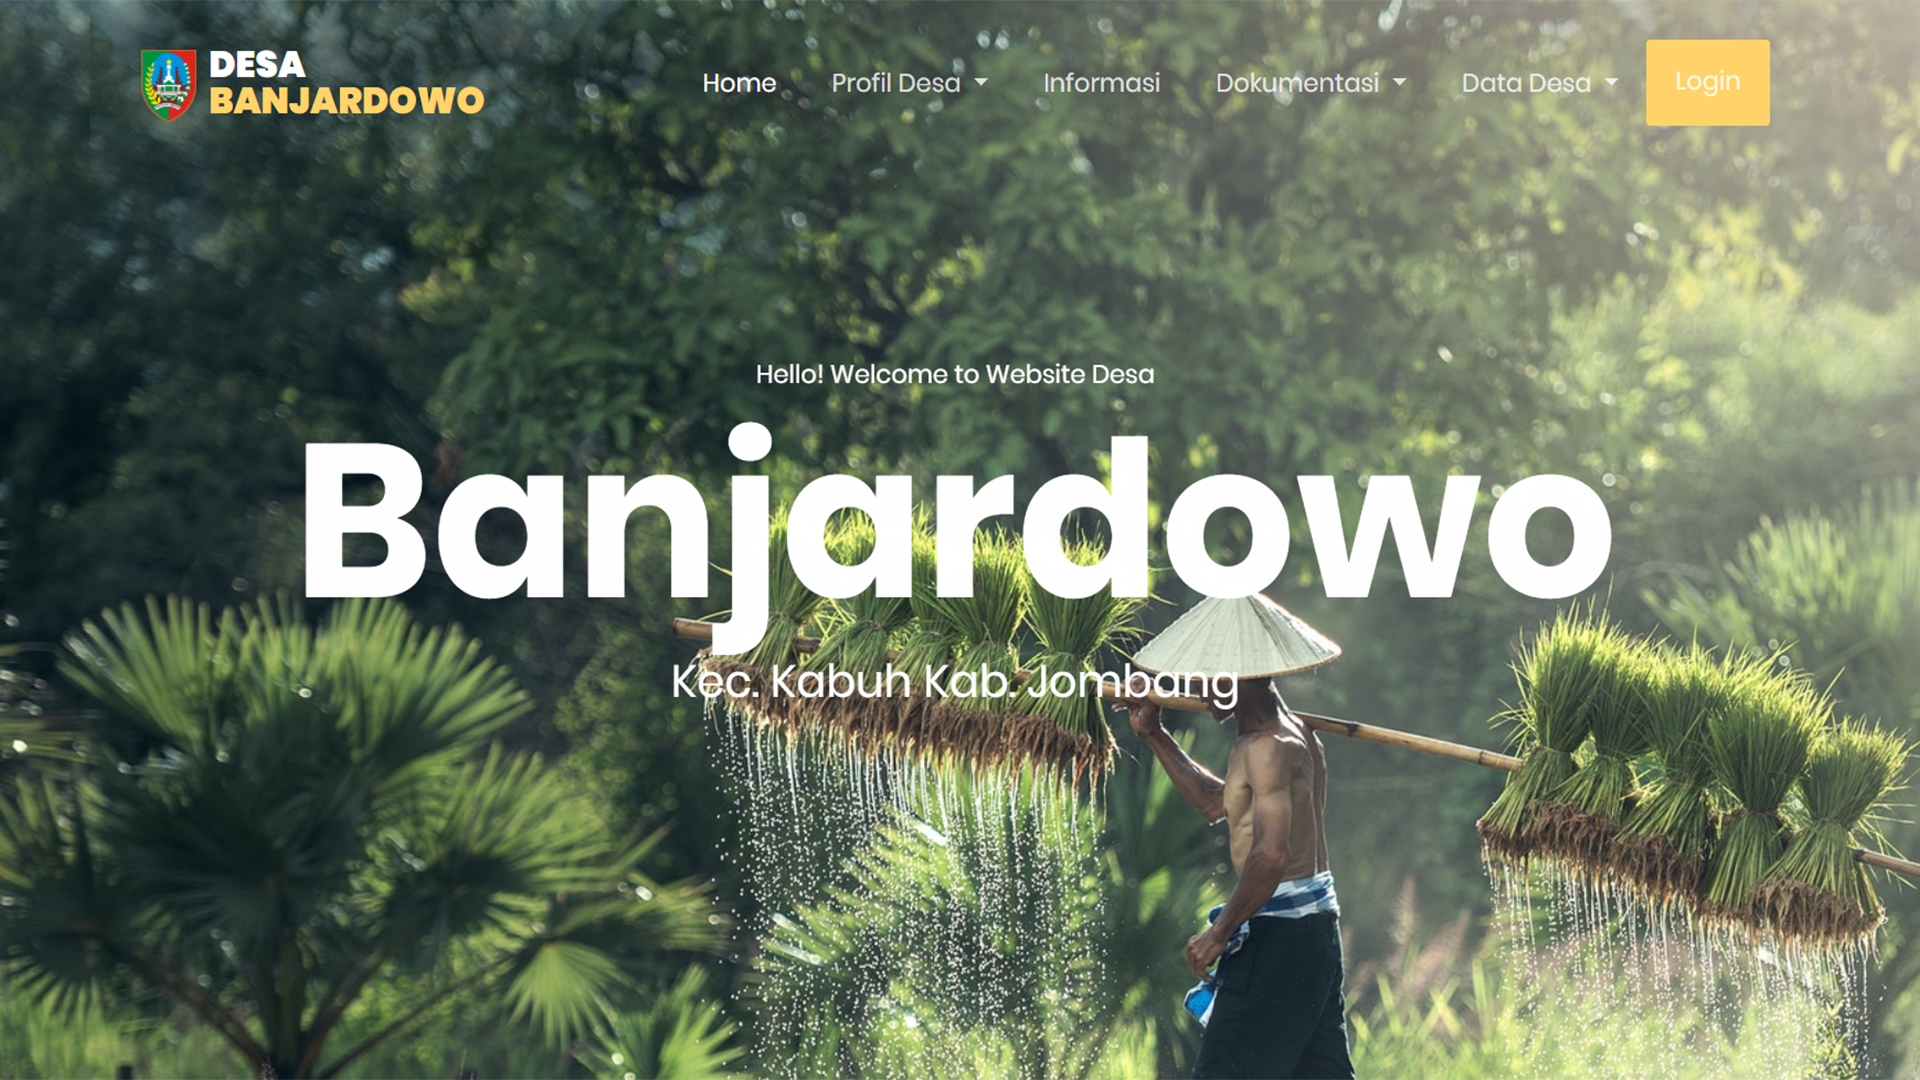 DESA
BANJARDOWO
Home Profil Desa Informasi Dokumentasi Data Desa Login
Hello! Welcome to Website Desa
Banjardowo
Kec. Kabuh Kab. Jombang